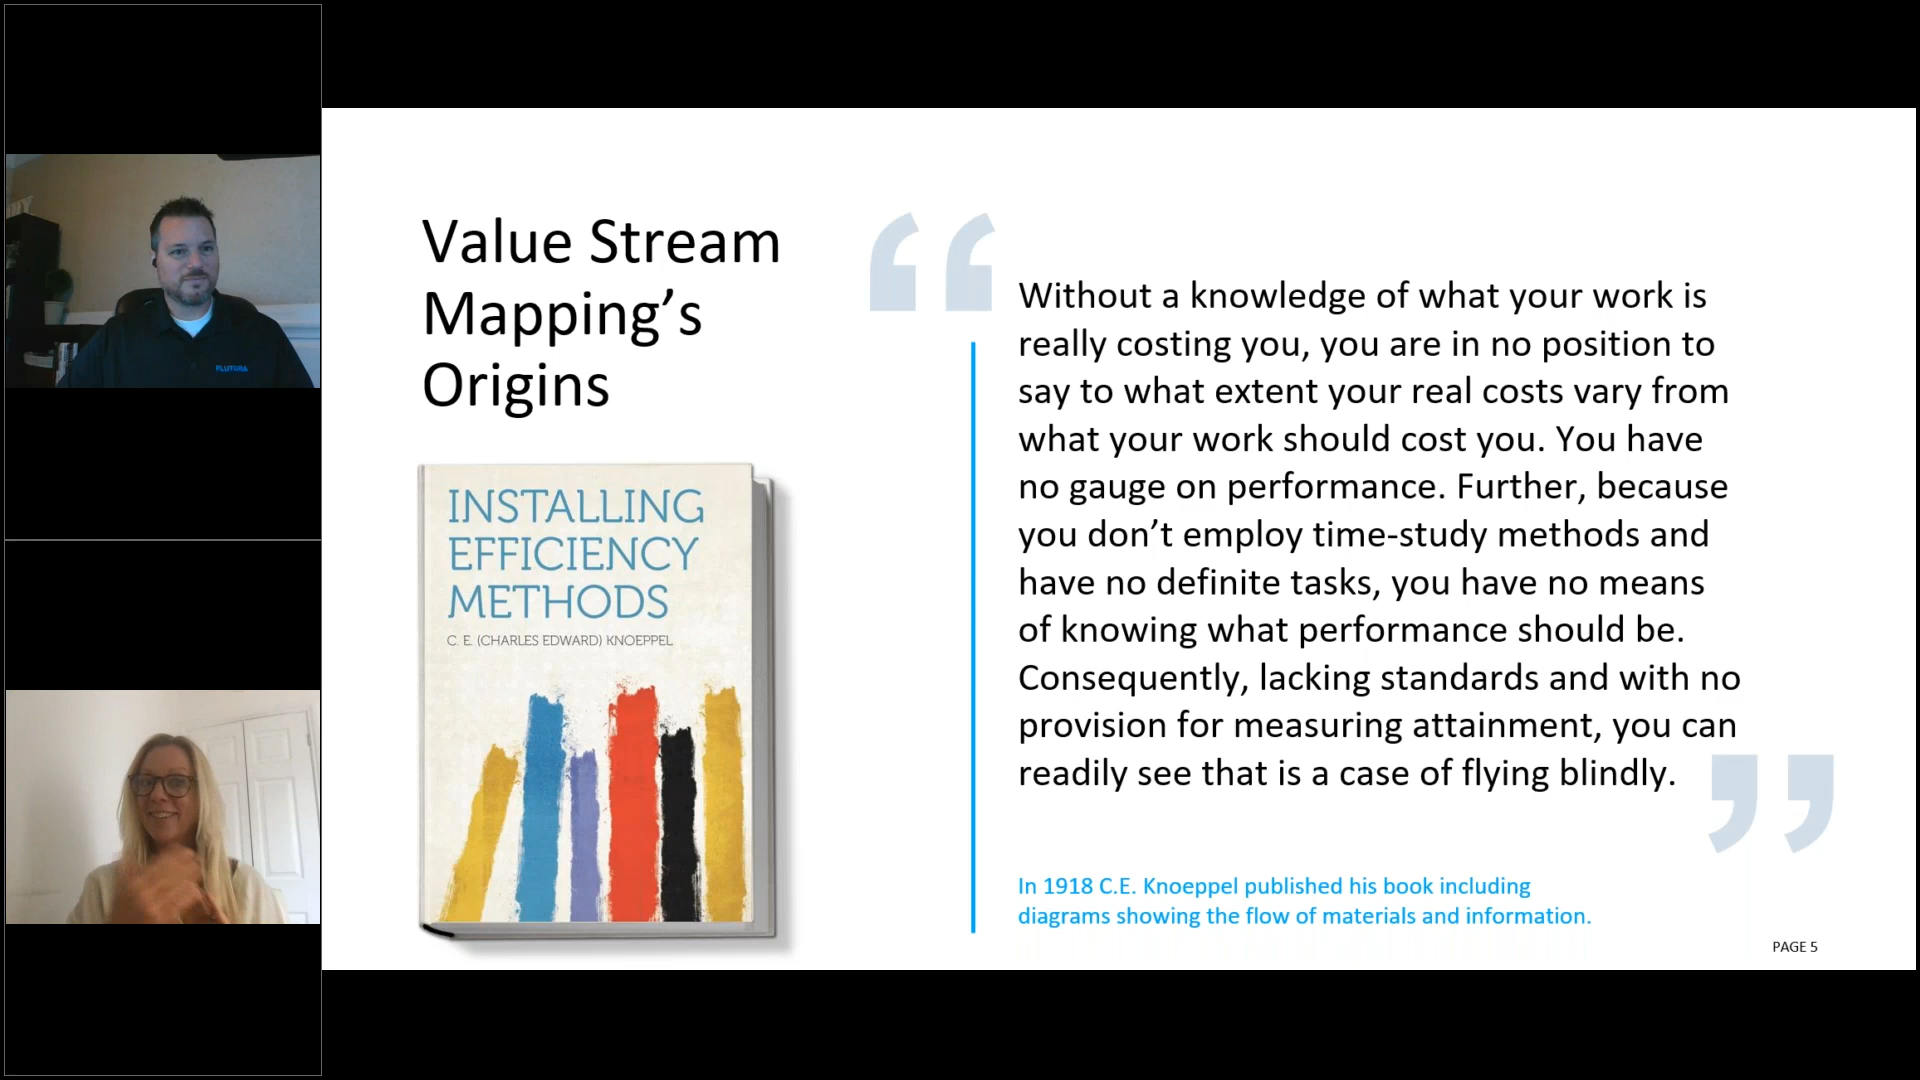 PLUTORA
Value Stream
Mapping’s
Origins
INSTALLING
EFFICIENCY
METHODS
C. E. (CHARLES EDWARD) KNOEPPEL
“
Without a knowledge of what your work is
really costing you, you are in no position to
say to what extent your real costs vary from
what your work should cost you. You have
no gauge on performance. Further, because
you don’t employ time-study methods and
have no definite tasks, you have no means
of knowing what performance should be.
Consequently, lacking standards and with no
provision for measuring attainment, you can
readily see that is a case of flying blindly.
”
In 1918 C.E. Knoeppel published his book including
diagrams showing the flow of materials and information.
PAGE 5